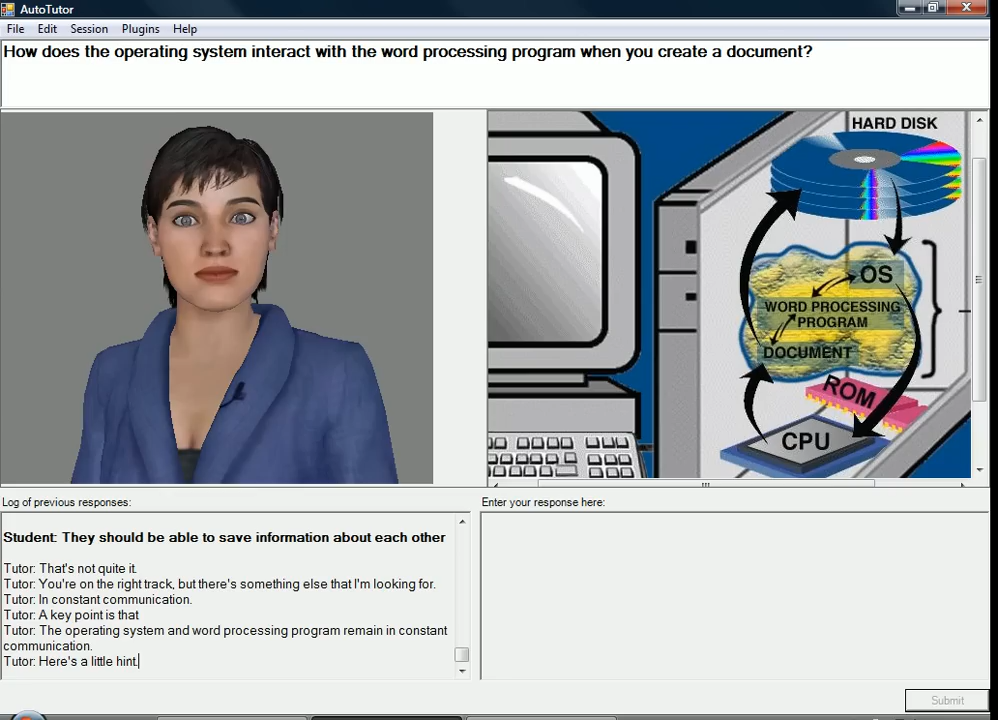 AutoTutor
File Edit Session Plugins Help
How does the operating system interact with the word processing program when you create a document?
HARD DISK
OS
WORD PROCESSING
PROGRAM
DOCUMENT
ROM
CPU
Log of previous responses:
Student: They should be able to save information about each other
Tutor: That's not quite it.
Tutor: You're on the right track, but there's something else that I'm looking for.
Tutor: In constant communication.
Tutor: A key point is that
Tutor: The operating system and word processing program remain in constant
communication.
Tutor: Here's a little hint.
Enter your response here:
Submit